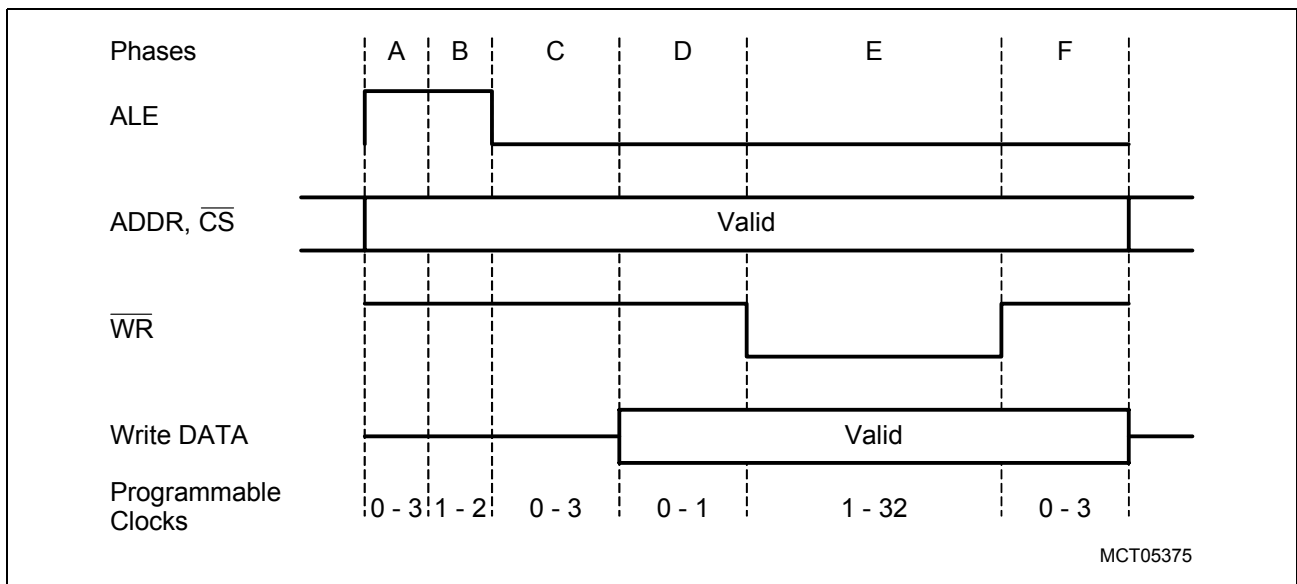 Phases A B C D E F
ALE
ADDR, CS Valid
WR
Write DATA Valid
Programmable
Clocks 0 - 3 1 - 2 0 - 3 0 - 1 1 - 32 0 - 3
MCT05375